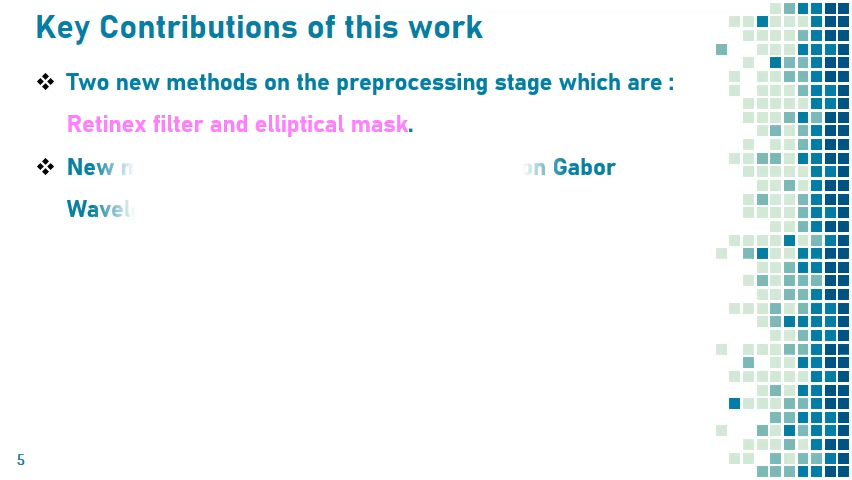 Key Contributions of this work
❖ Two new methods on the preprocessing stage which are :
Retinex filter and elliptical mask.
❖ New on Gabor
5